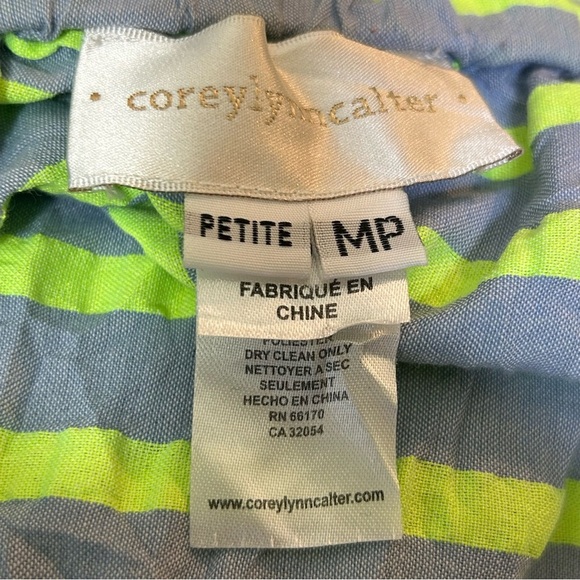 · coreylynncalter ·
PETITE MP
FABRIQUÉ EN
CHINE
POLIESTER
DRY CLEAN ONLY
NETTOYER A SEC
SEULEMENT
HECHO EN CHINA
RN 66170
CA 32054
www.coreylynncalter.com